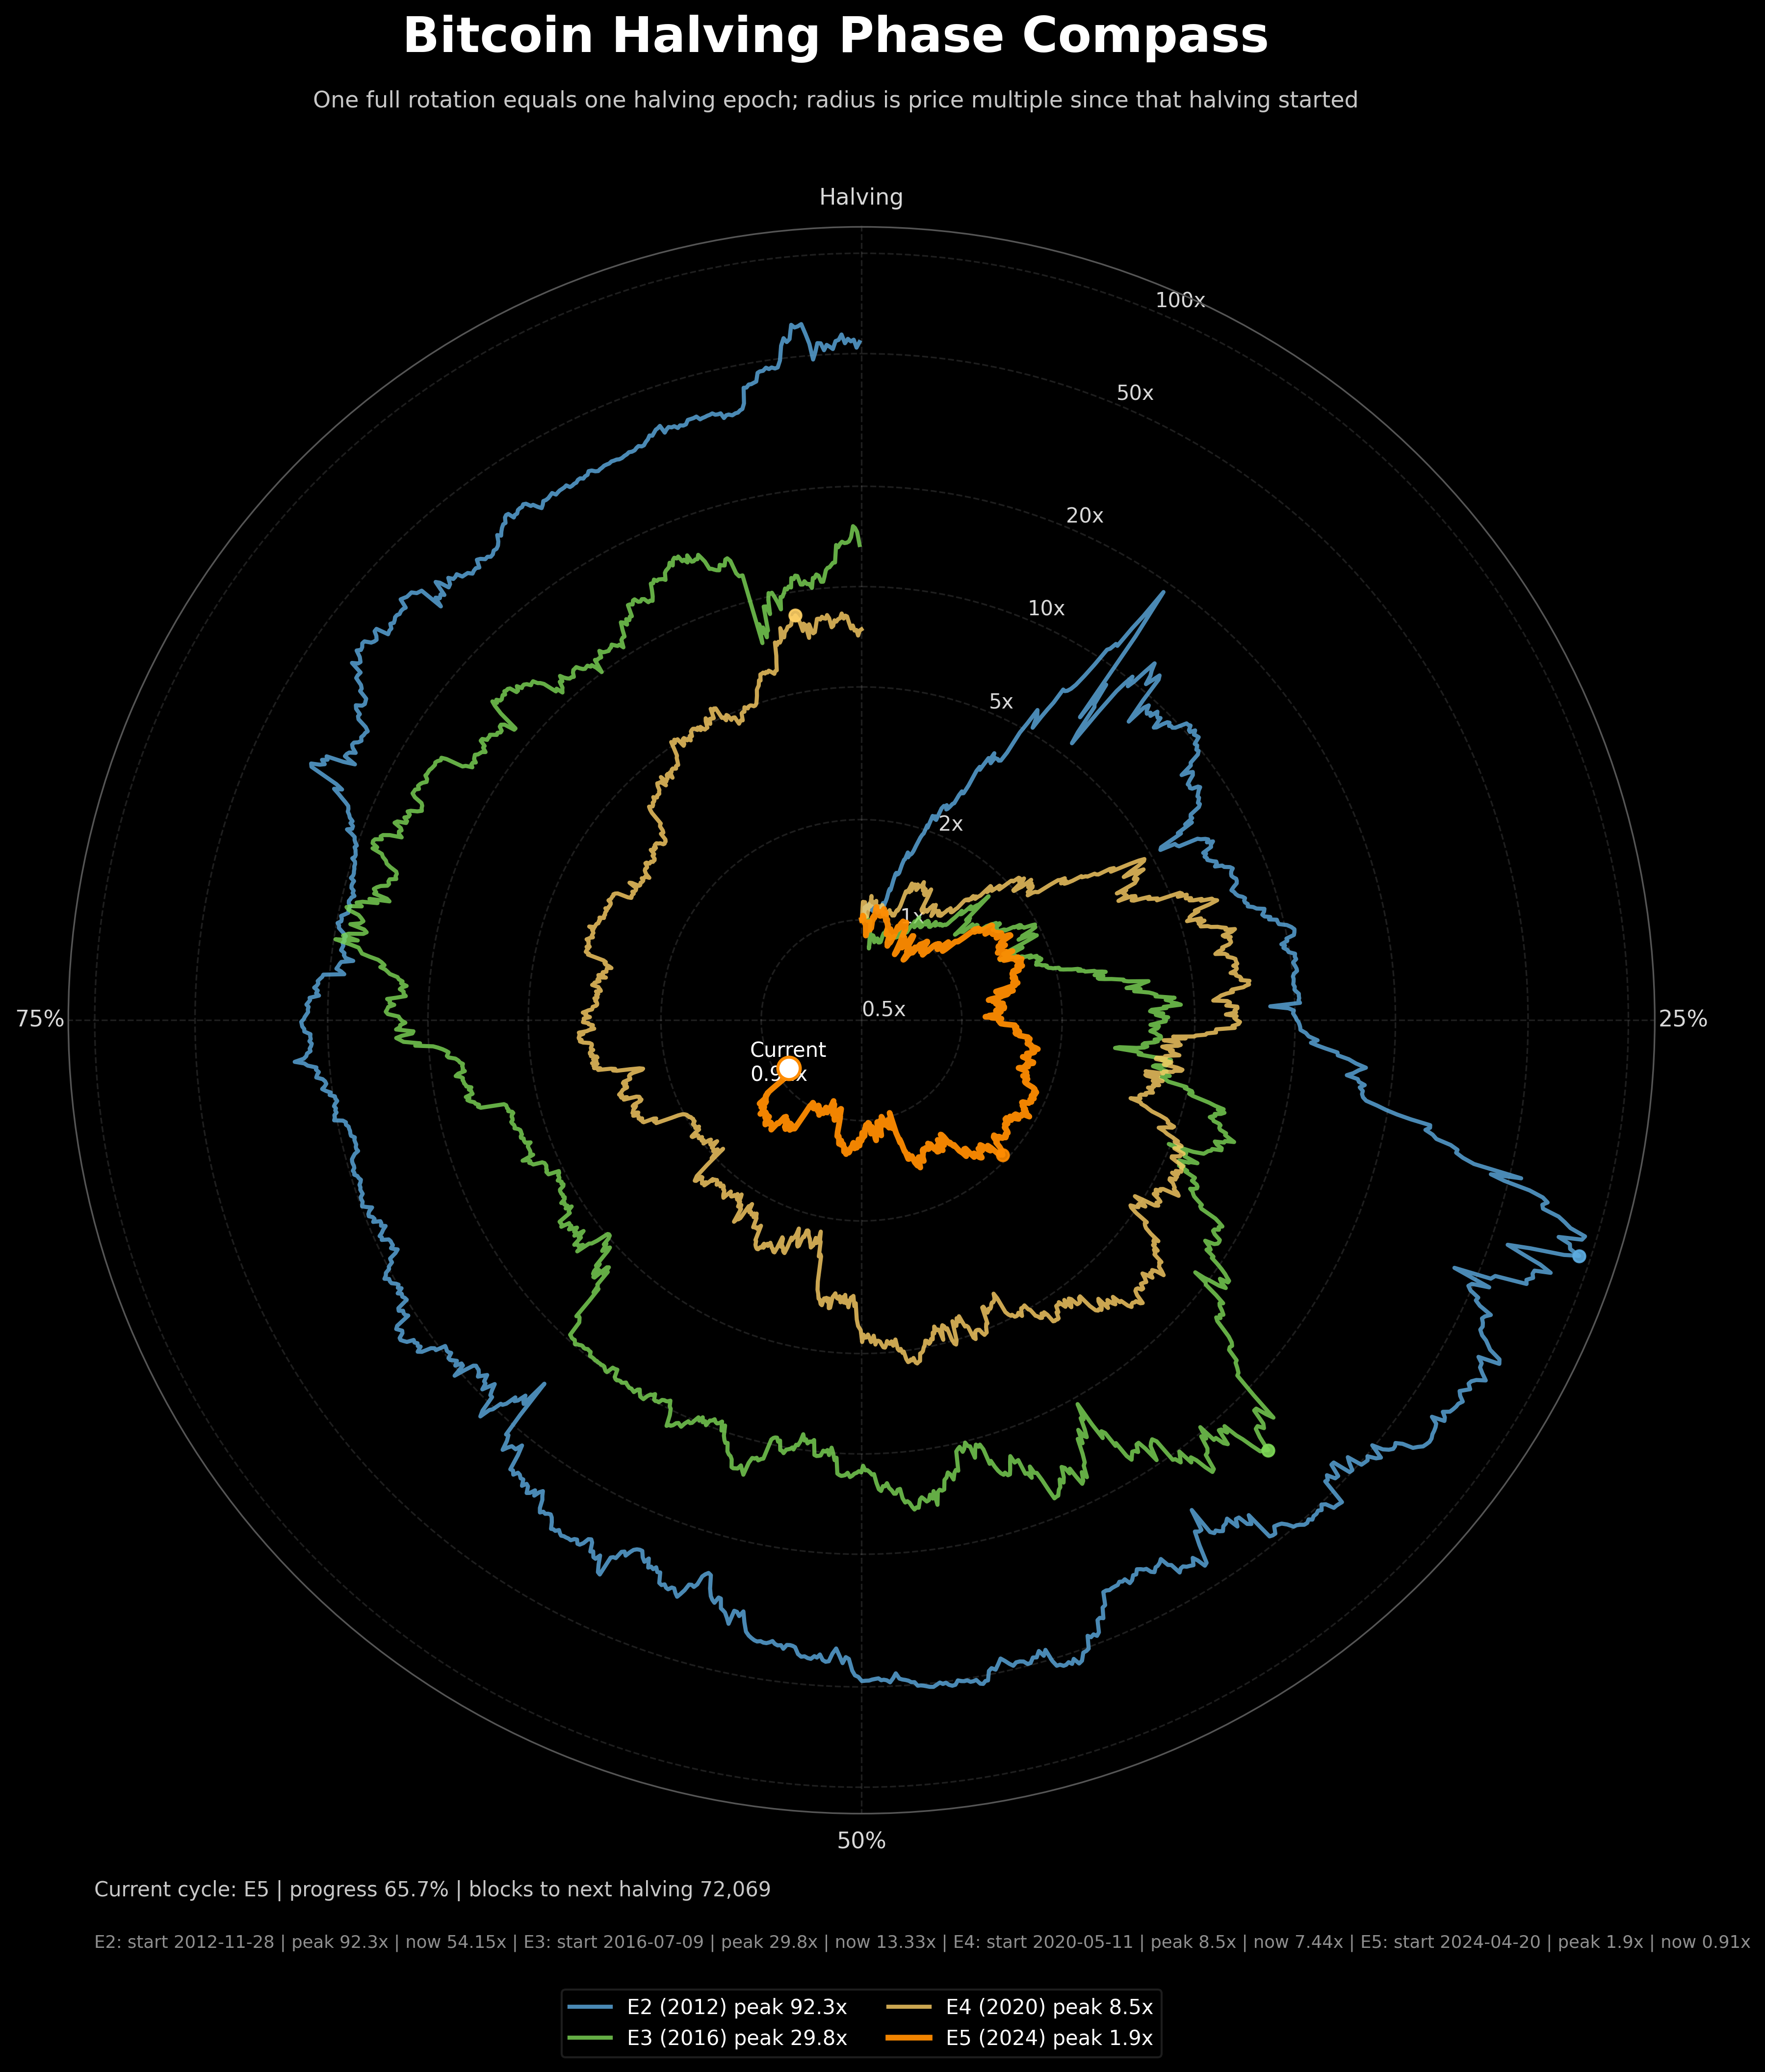 Bitcoin Halving Phase Compass
One full rotation equals one halving epoch; radius is price multiple since that halving started
Halving
100x
50x
20x
10x
5x
2x
1x
0.5x
75%
25%
Current
50%
Current cycle: E5 | progress 65.7% | blocks to next halving 72,069
E2: start 2012-11-28 | peak 92.3x | now 54.15x | E3: start 2016-07-09 | peak 29.8x | now 13.33x | E4: start 2020-05-11 | peak 8.5x | now 7.44x | E5: start 2024-04-20 | peak 1.9x | now 0.91x
E2 (2012) peak 92.3x
E4 (2020) peak 8.5x
E3 (2016) peak 29.8x
E5 (2024) peak 1.9x